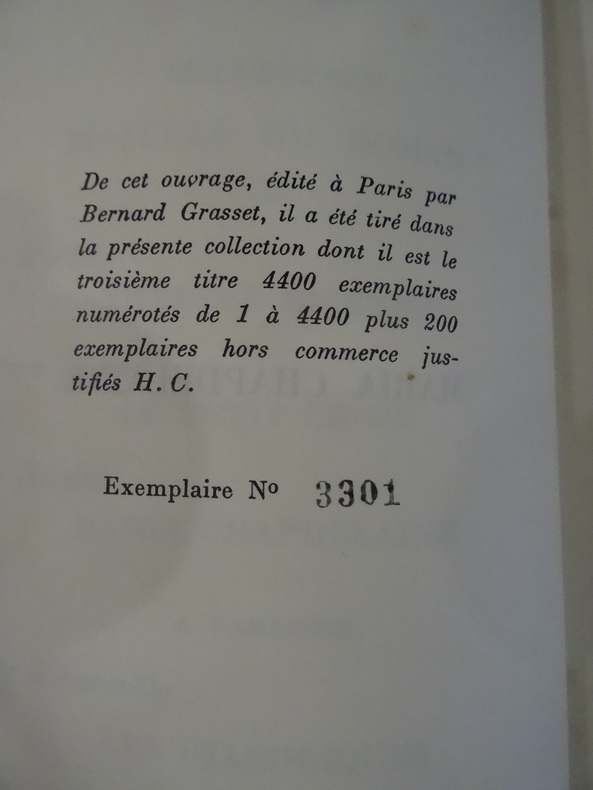 De cet ouvrage, édité à Paris par
Bernard Grasset, il a été tiré dans
la présente collection dont il est le
troisième titre 4400 exemplaires
numérotés de 1 à 4400 plus 200
exemplaires hors commerce jus-
tifiés H. C.
Exemplaire Nº 3301